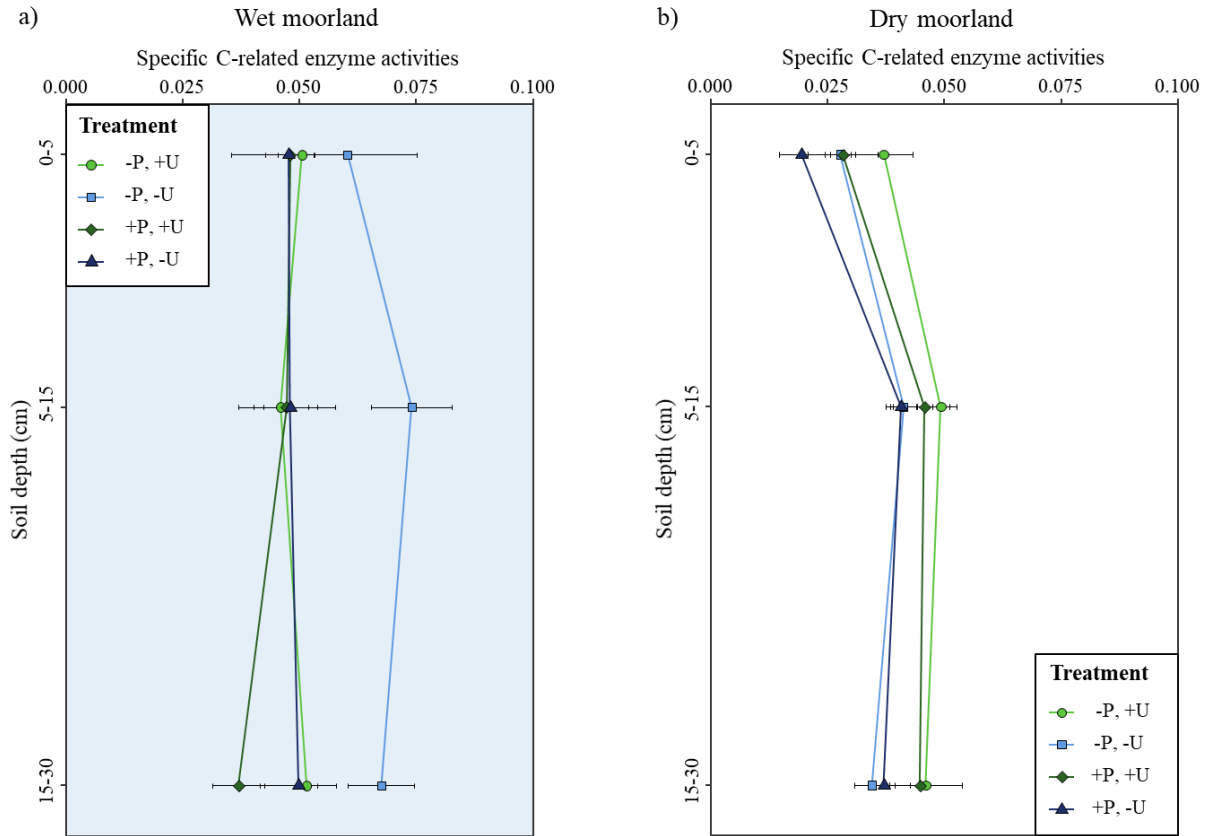 a)
Wet moorland
Specific C-related enzyme activities
0.000 0.025 0.050 0.075 0.100
Treatment
-P, +U
-P, -U
+P, +U
+P, -U
Soil depth (cm)
0-5
5-15
15-30
b)
Dry moorland
Specific C-related enzyme activities
0.000 0.025 0.050 0.075 0.100
Soil depth (cm)
0-5
5-15
15-30
Treatment
-P, +U
-P, -U
+P, +U
+P, -U